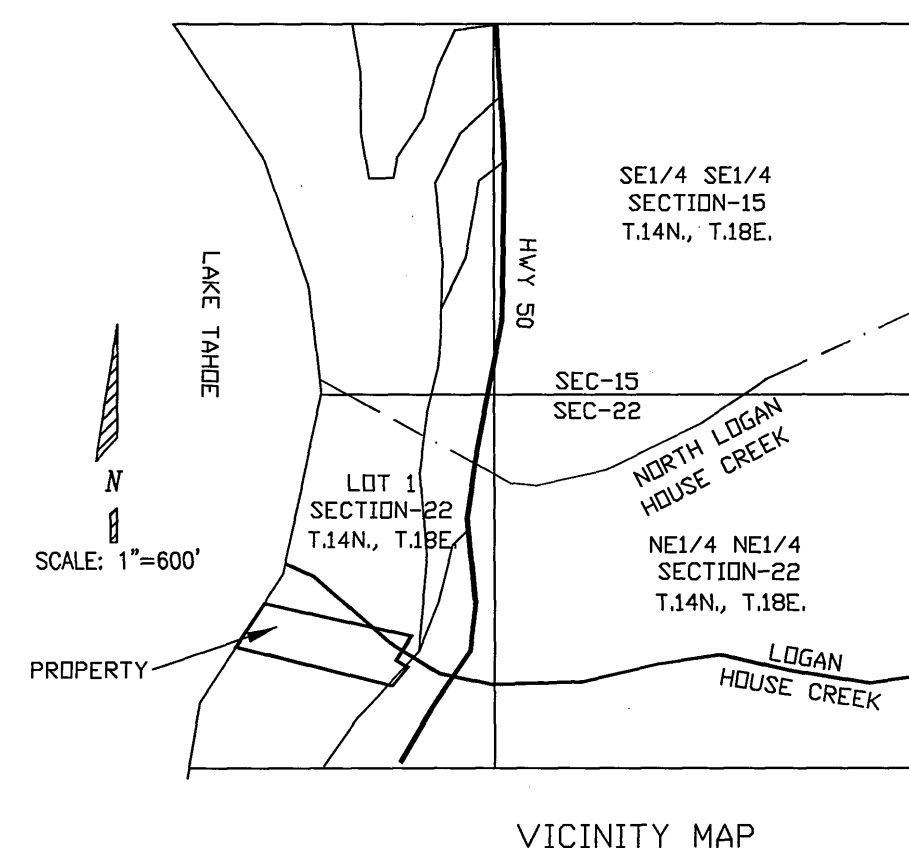 SE1/4 SE1/4
SECTION-15
T.14N., T.18E.
HWY 50
LAKE TAHOE
SEC-15
SEC-22
NORTH LOGAN
HOUSE CREEK
N
SCALE: 1"=600'
LOT 1
SECTION-22
T.14N., T.18E.
NE1/4 NE1/4
SECTION-22
T.14N., T.18E.
PROPERTY
LOGAN
HOUSE CREEK
VICINITY MAP